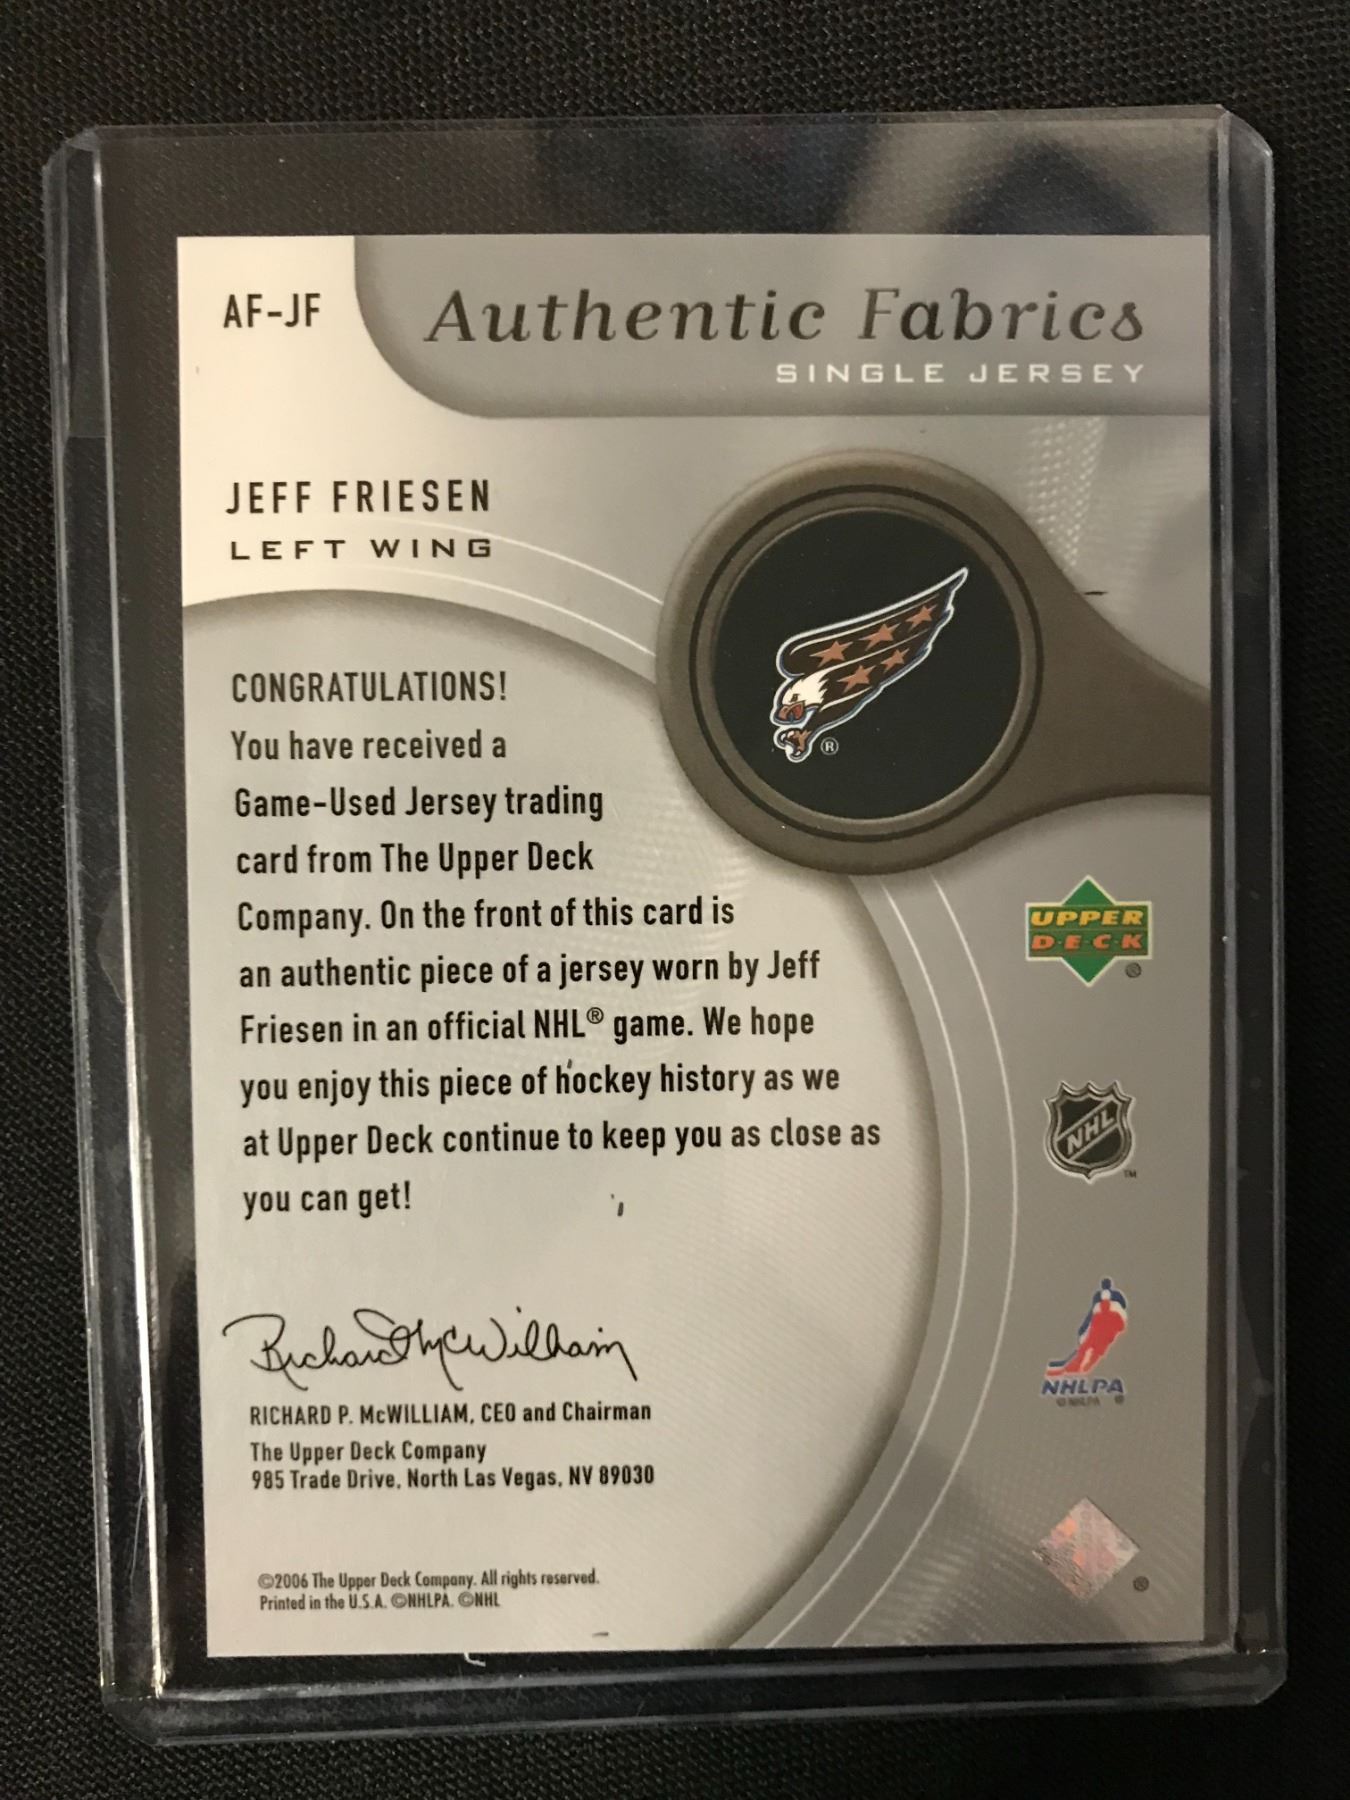 AF-JF
Authentic Fabrics
SINGLE JERSEY
JEFF FRIESEN
LEFT WING
®
CONGRATULATIONS!
You have received a
Game-Used Jersey trading
card from The Upper Deck
Company. On the front of this card is
an authentic piece of a jersey worn by Jeff
Friesen in an official NHL® game. We hope
you enjoy this piece of hockey history as we
at Upper Deck continue to keep you as close as
you can get!
UPPER
D·E·C·K
®
NHL
™
NHLPA
©NHLPA ®
Richard McWilliam
RICHARD P. McWILLIAM, CEO and Chairman
The Upper Deck Company
985 Trade Drive, North Las Vegas, NV 89030
®
©2006 The Upper Deck Company. All rights reserved.
Printed in the U.S.A. ©NHLPA. ©NHL